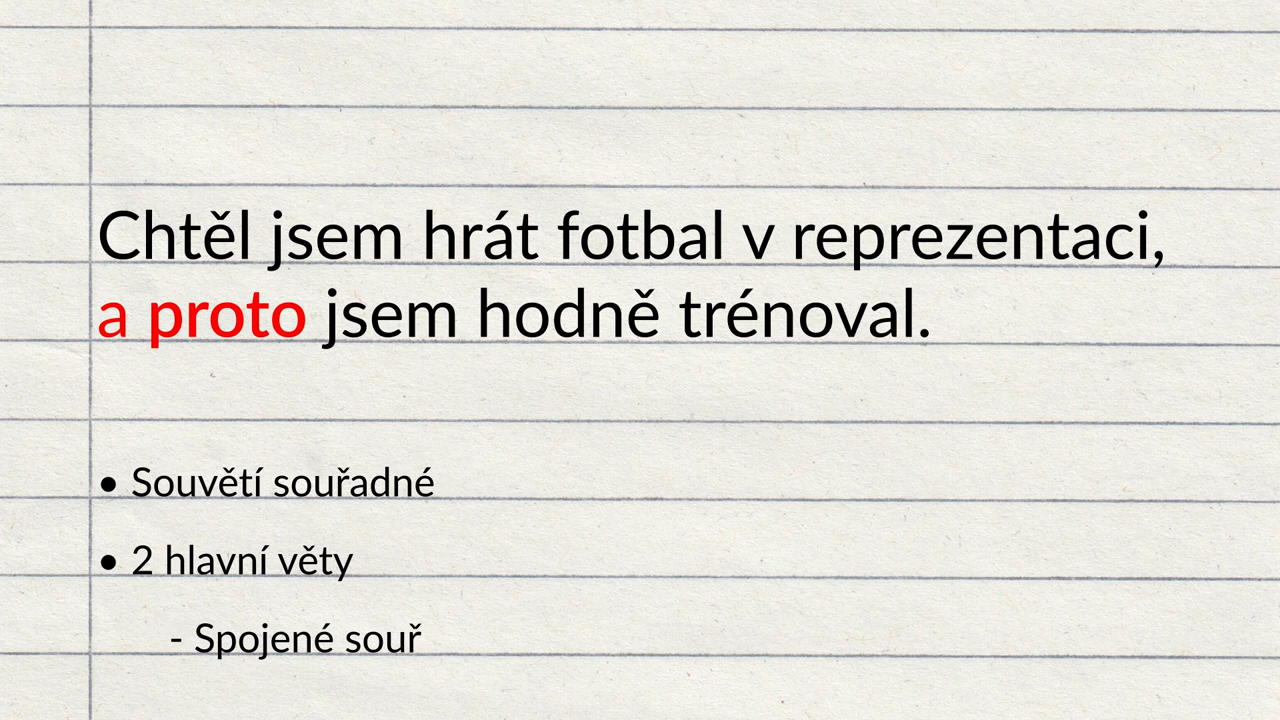 Chtěl jsem hrát fotbal v reprezentaci,
a proto jsem hodně trénoval.
• Souvětí souřadné
• 2 hlavní věty
- Spojené souř